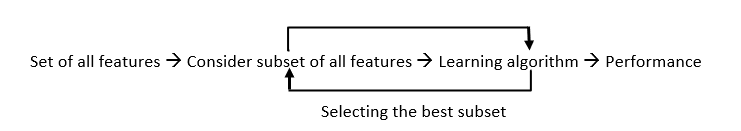 Set of all features → Consider subset of all features → Learning algorithm → Performance
Selecting the best subset